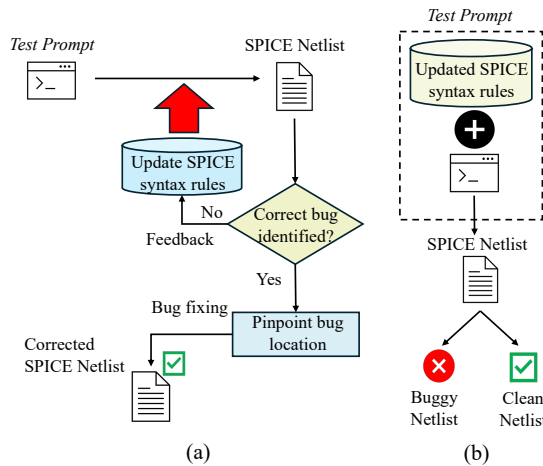 Test Prompt
SPICE Netlist
>_
Update SPICE
syntax rules
No
Feedback
Correct bug
identified?
Yes
Bug fixing
Pinpoint bug
location
Corrected
SPICE Netlist
(a)
Test Prompt
Updated SPICE
syntax rules
>_
SPICE Netlist
Buggy
Netlist
Clean
Netlist
(b)